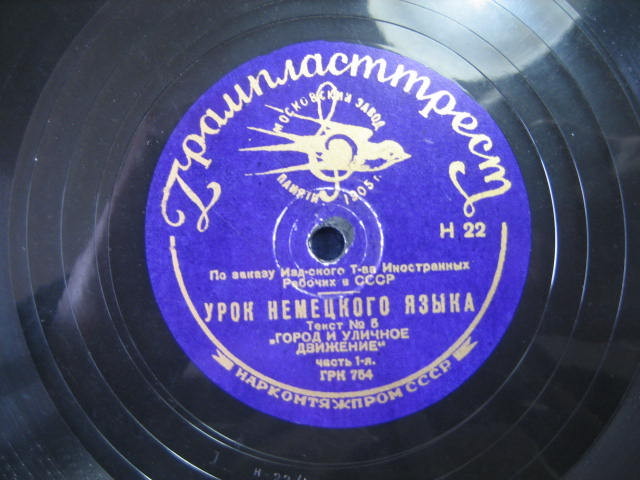 Грампласттрест
МОСКОВСКИЙ ЗАВОД
ПАМЯТИ 1905 г.
Н 22
По заказу Изд-ского Т-ва Иностранных
Рабочих в СССР
УРОК НЕМЕЦКОГО ЯЗЫКА
Текст № 5
„ГОРОД И УЛИЧНОЕ
ДВИЖЕНИЕ“
часть 1-я.
ГРК 754
НАРКОМТЯЖПРОМ СССР